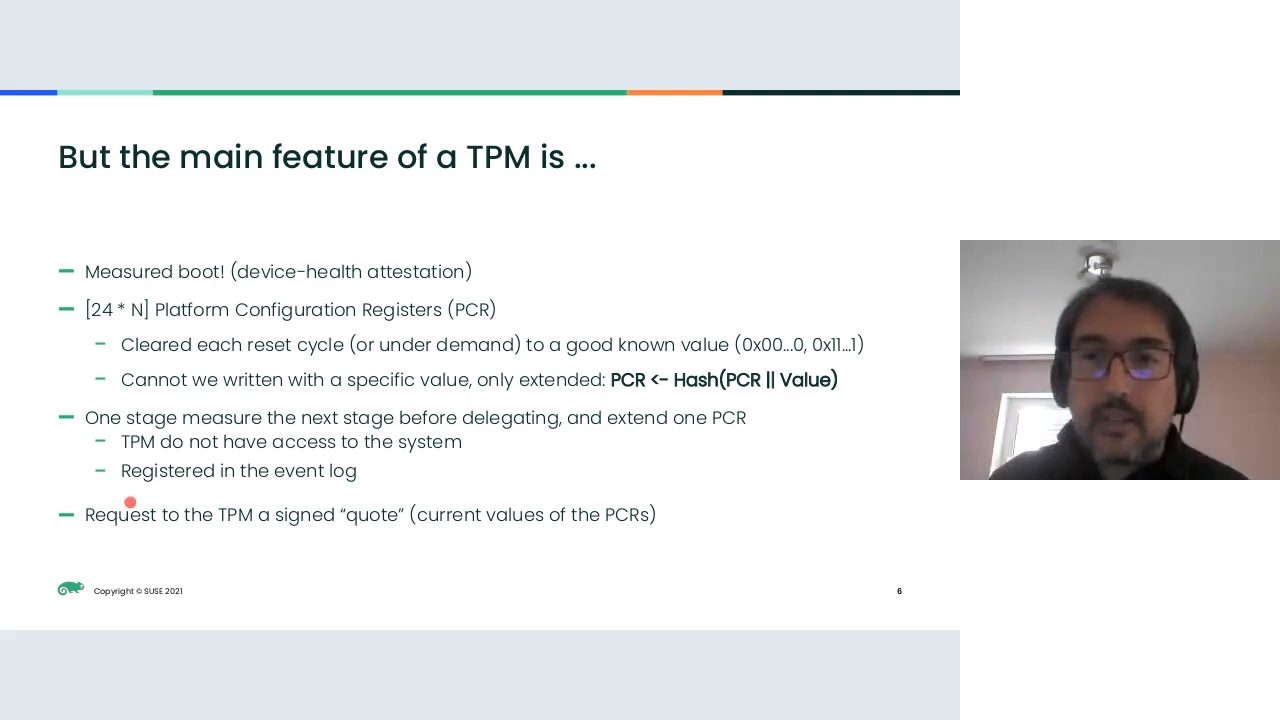 But the main feature of a TPM is ...
Measured boot! (device-health attestation)
[24 * N] Platform Configuration Registers (PCR)
Cleared each reset cycle (or under demand) to a good known value (0x00...0, 0x11...1)
Cannot we written with a specific value, only extended: PCR <- Hash(PCR || Value)
One stage measure the next stage before delegating, and extend one PCR
TPM do not have access to the system
Registered in the event log
Request to the TPM a signed “quote” (current values of the PCRs)
Copyright © SUSE 2021
6